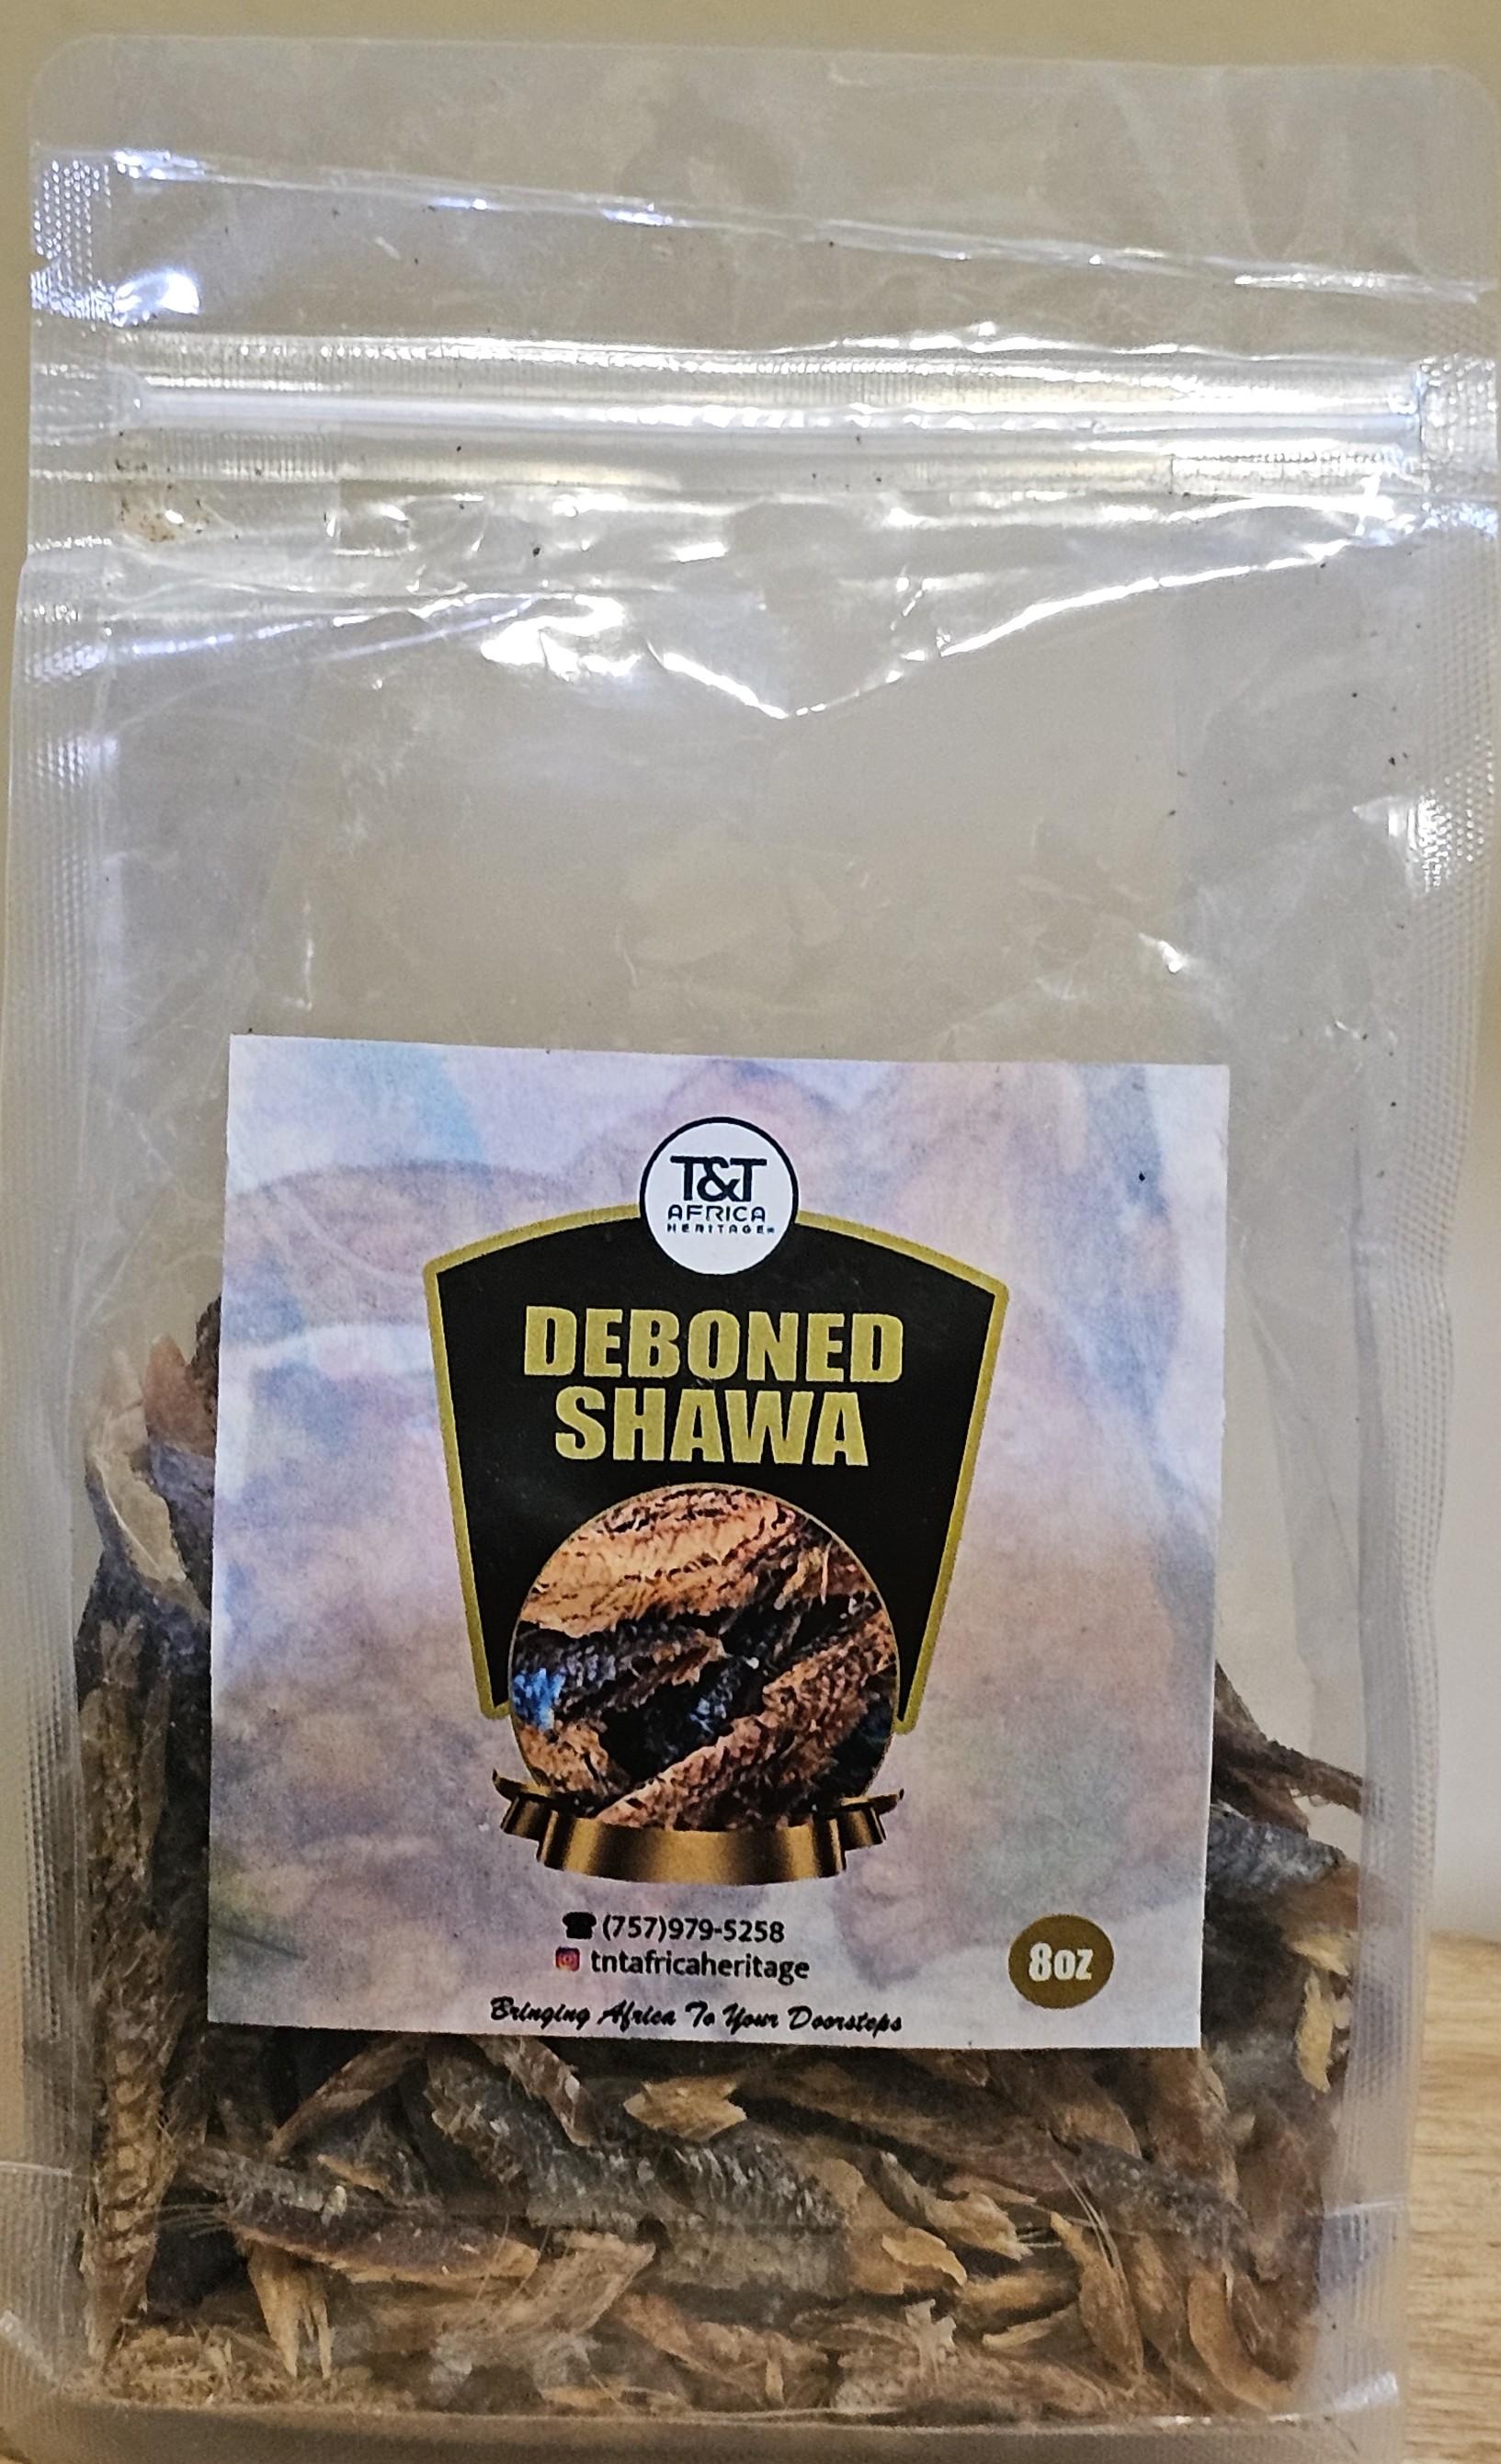 T&T
AFRICA
HERITAGE
DEBONED
SHAWA
(757)979-5258
tntafricaheritage
8oz
Bringing Africa To Your Doorsteps